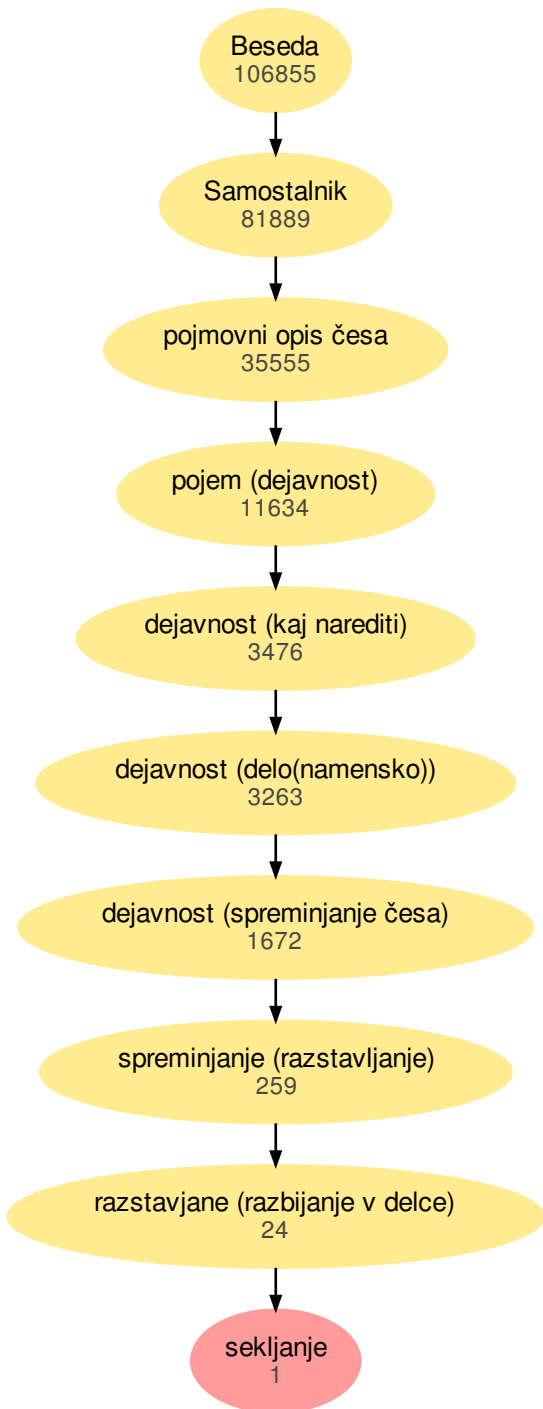 Beseda
106855
Samostalnik
81889
pojmovni opis česa
35555
pojem (dejavnost)
11634
dejavnost (kaj narediti)
3476
dejavnost (delo(namensko))
3263
dejavnost (spreminjanje česa)
1672
spreminjanje (razstavljanje)
259
razstavjane (razbijanje v delce)
24
sekljanje
1